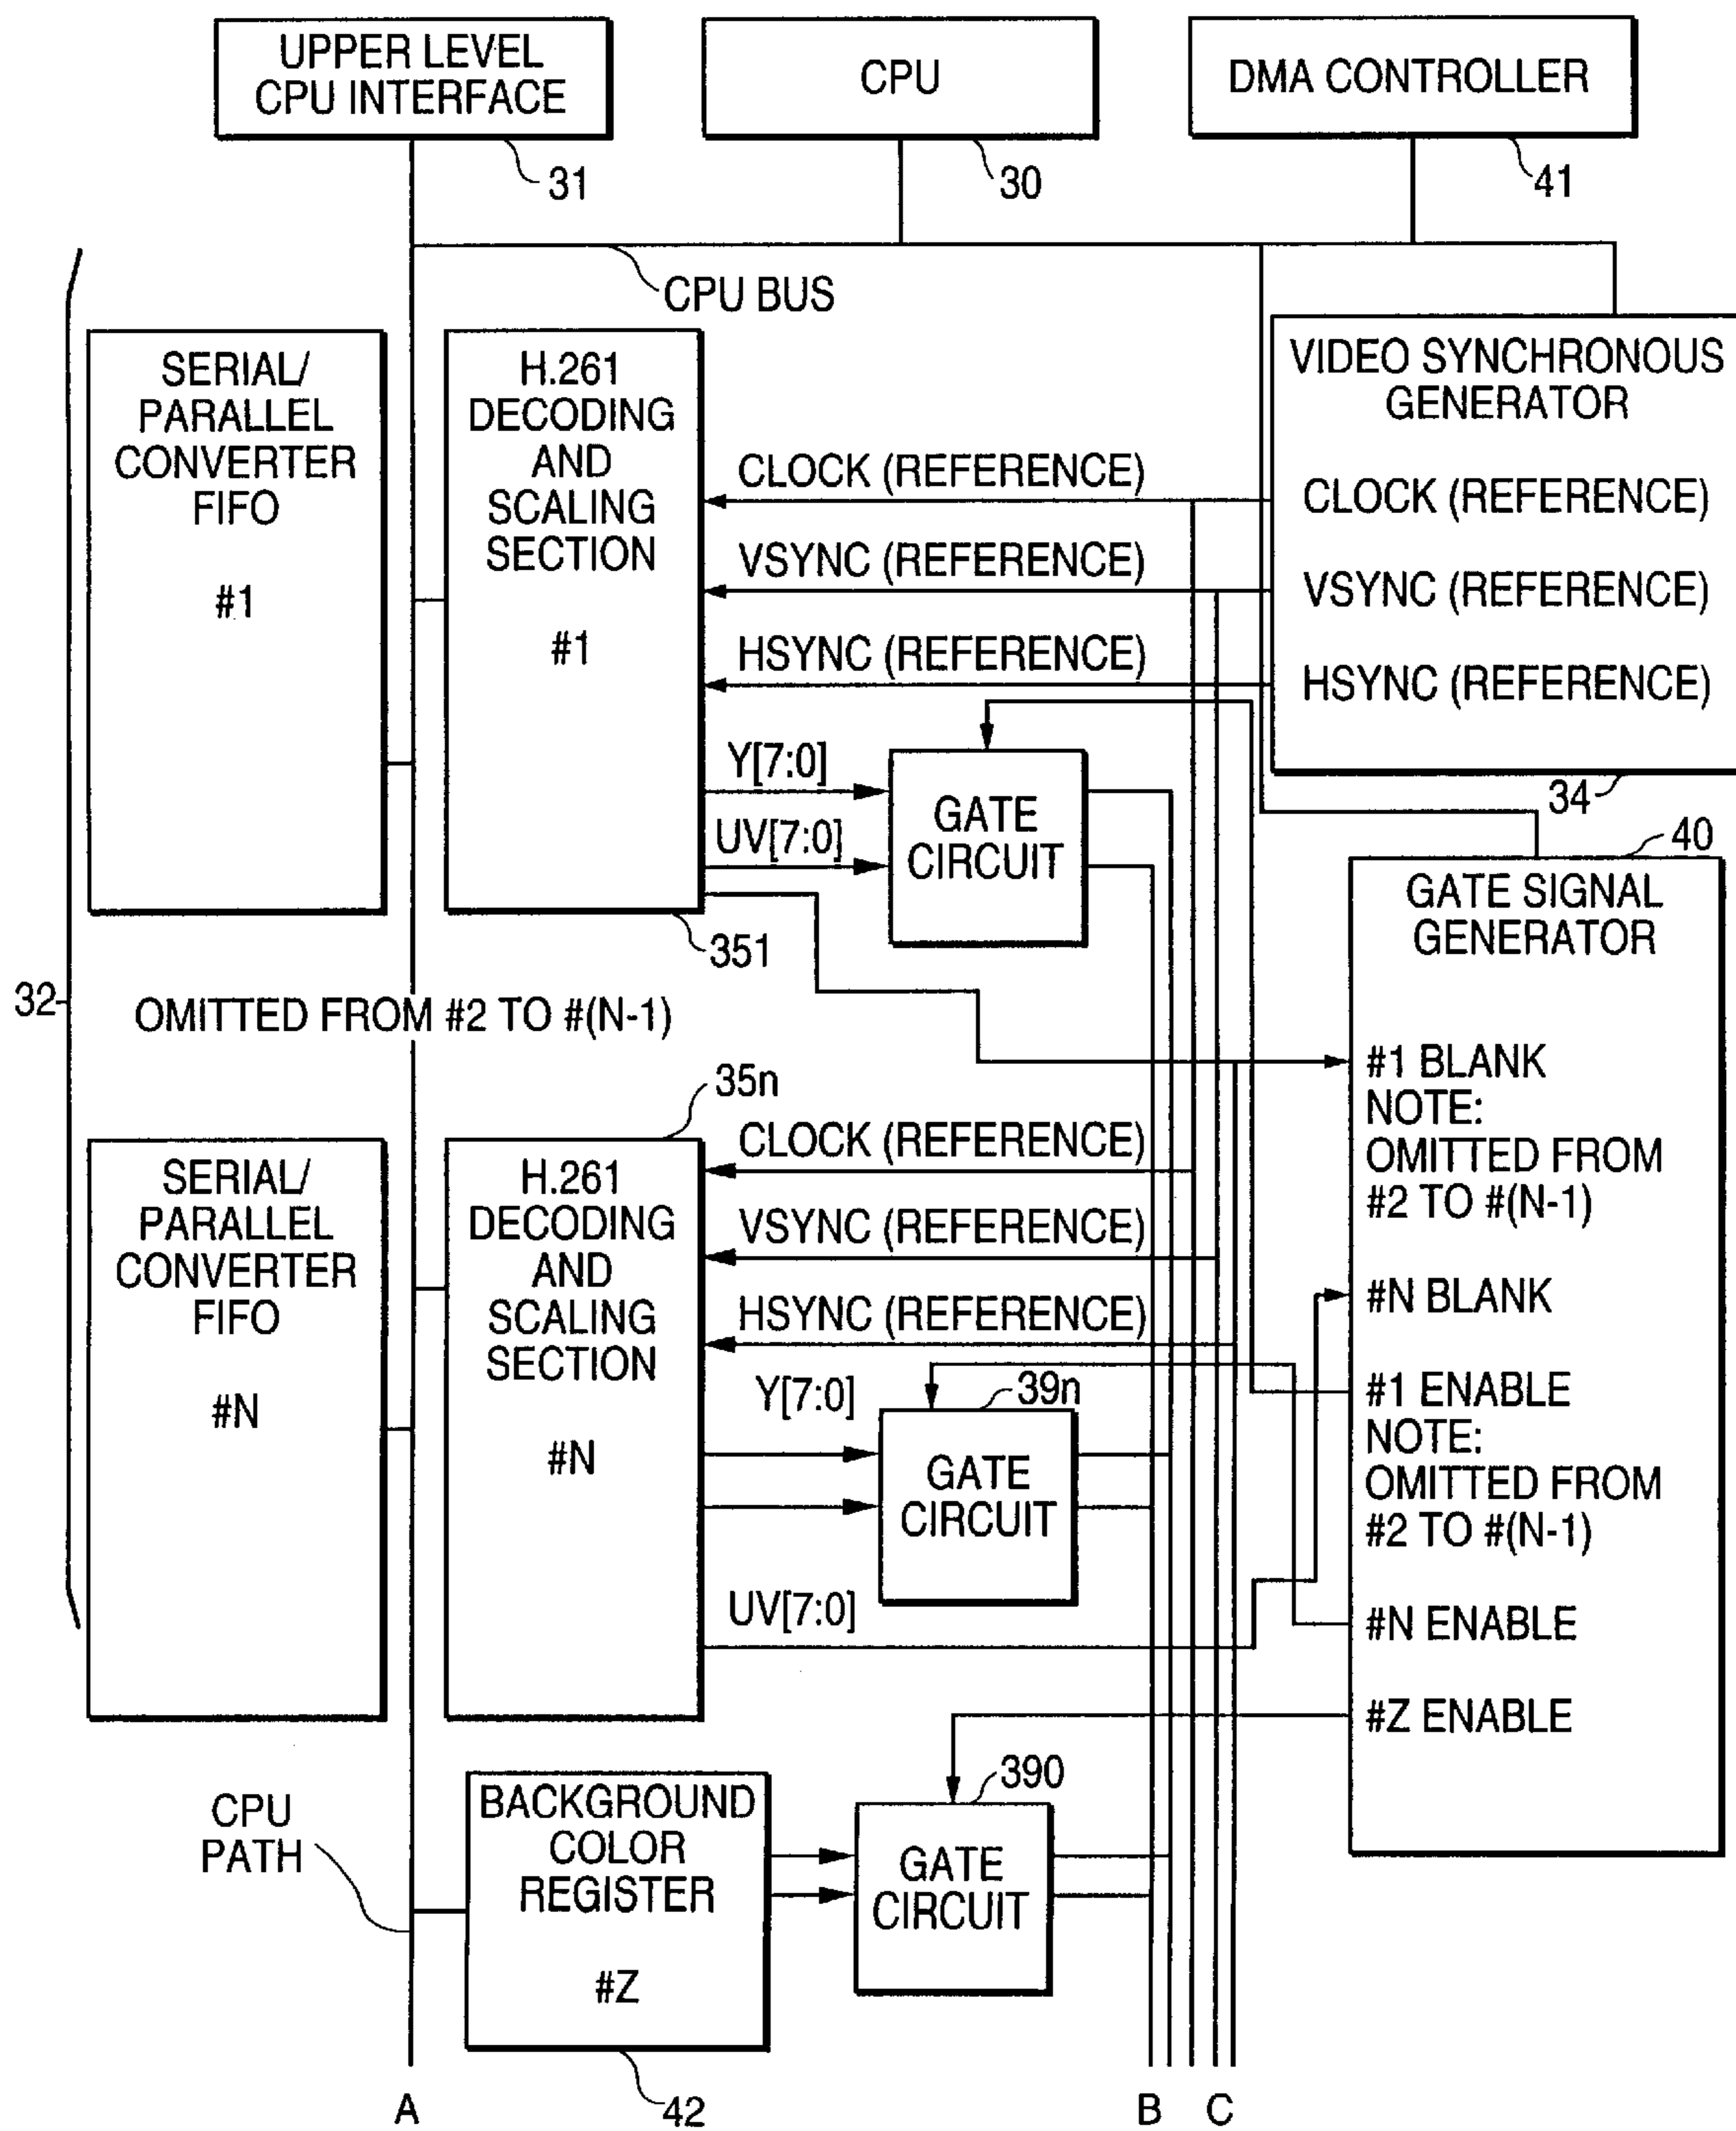 UPPER LEVEL
CPU INTERFACE
CPU
DMA CONTROLLER
31
30
41
CPU BUS
SERIAL/
PARALLEL
CONVERTER
FIFO
#1
H.261
DECODING
AND
SCALING
SECTION
#1
CLOCK (REFERENCE)
VSYNC (REFERENCE)
HSYNC (REFERENCE)
VIDEO SYNCHRONOUS
GENERATOR
CLOCK (REFERENCE)
VSYNC (REFERENCE)
HSYNC (REFERENCE)
34
Y[7:0]
UV[7:0]
GATE
CIRCUIT
351
40
32
OMITTED FROM #2 TO #(N-1)
GATE SIGNAL
GENERATOR
#1 BLANK
NOTE:
OMITTED FROM
#2 TO #(N-1)
#N BLANK
#1 ENABLE
NOTE:
OMITTED FROM
#2 TO #(N-1)
#N ENABLE
#Z ENABLE
35n
SERIAL/
PARALLEL
CONVERTER
FIFO
#N
H.261
DECODING
AND
SCALING
SECTION
#N
CLOCK (REFERENCE)
VSYNC (REFERENCE)
HSYNC (REFERENCE)
Y[7:0]
39n
GATE
CIRCUIT
UV[7:0]
CPU
PATH
BACKGROUND
COLOR
REGISTER
#Z
390
GATE
CIRCUIT
42
A
B
C